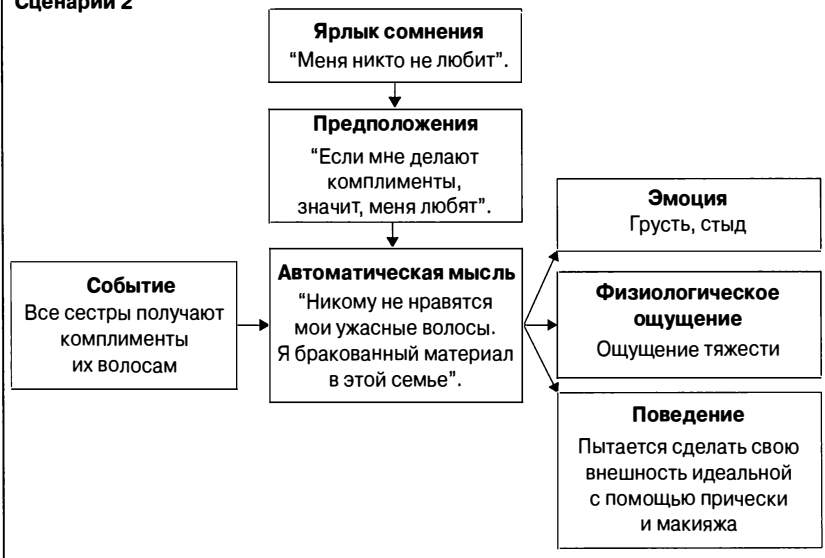 Сценарий 2
Ярлык сомнения
“Меня никто не любит”.
Предположения
“Если мне делают
комплименты,
значит, меня любят”.
Событие
Все сестры получают
комплименты
их волосам
Автоматическая мысль
“Никому не нравятся
мои ужасные волосы.
Я бракованный материал
в этой семье”.
Эмоция
Грусть, стыд
Физиологическое
ощущение
Ощущение тяжести
Поведение
Пытается сделать свою
внешность идеальной
с помощью прически
и макияжа